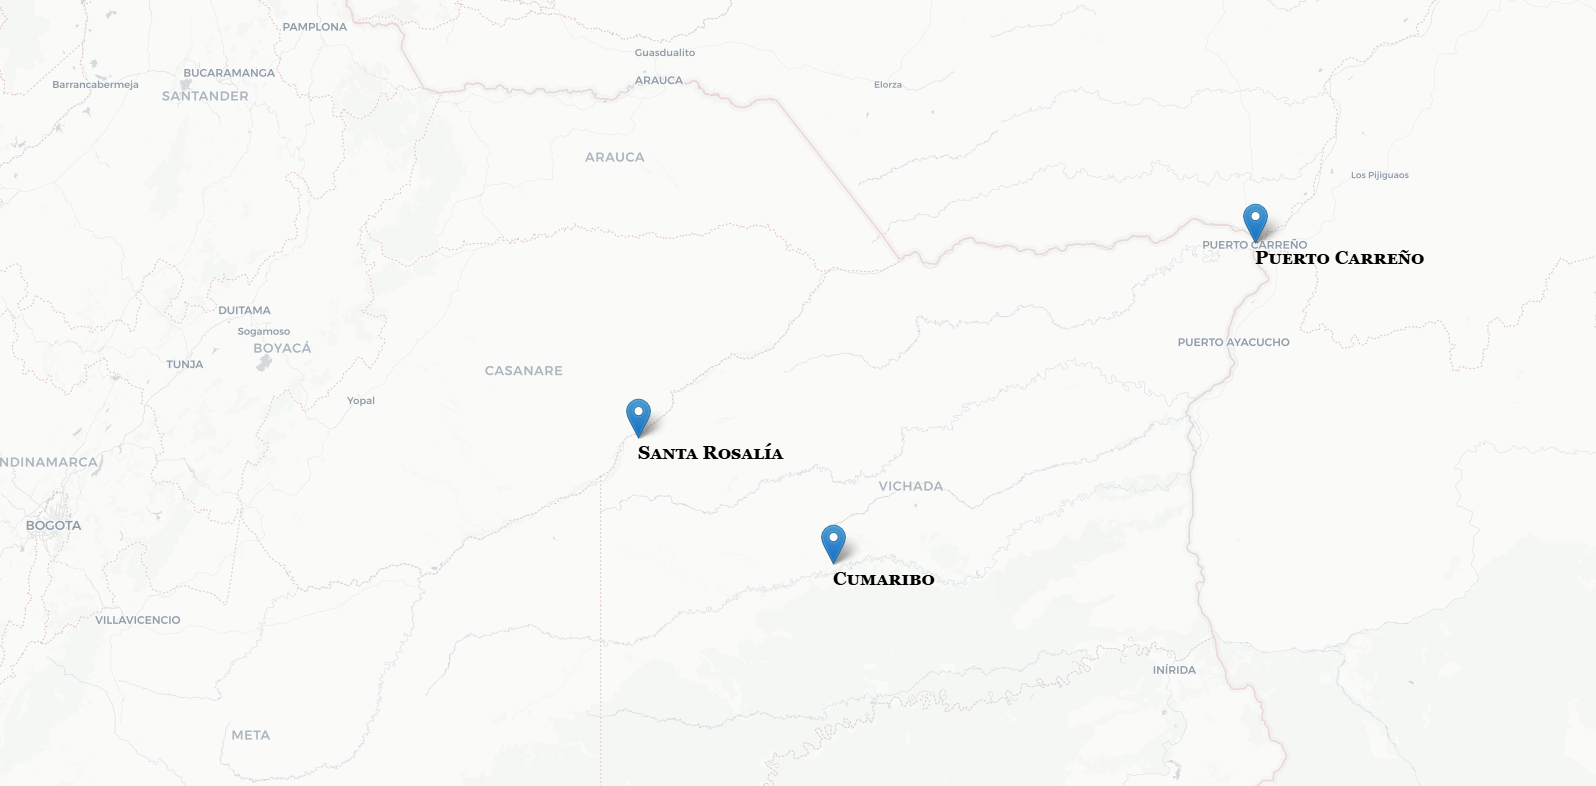 PAMPLONA
Guasdualito
BUCARAMANGA
ARAUCA
Barrancabermeja
Elorza
SANTANDER
ARAUCA
Los Pijiguaos
PUERTO CARREÑO
Puerto Carreño
DUITAMA
Sogamoso
BOYACÁ
PUERTO AYACUCHO
TUNJA
CASANARE
Yopal
Santa Rosalía
NDINAMARCA
VICHADA
BOGOTA
Cumaribo
VILLAVICENCIO
INÍRIDA
META